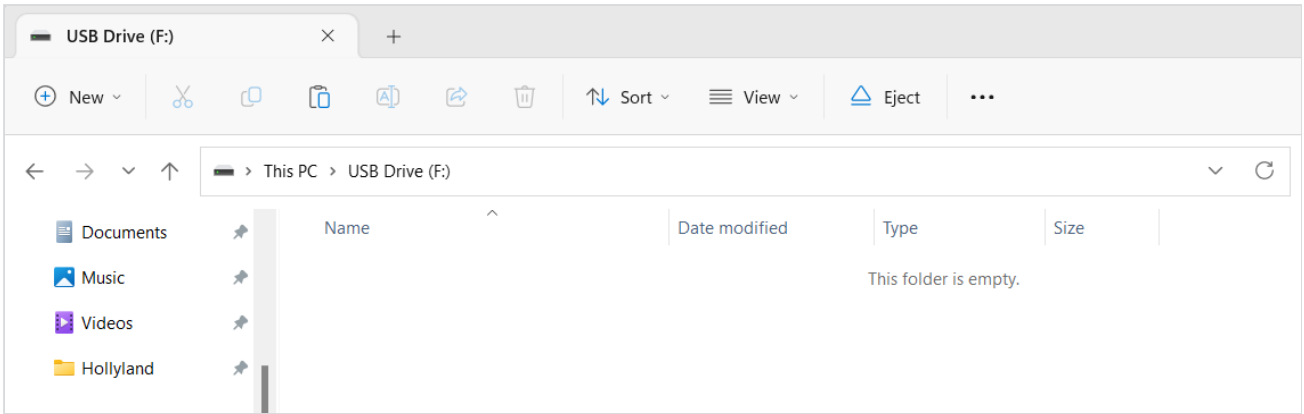 USB Drive (F:)
New
A
Sort
View
Eject
This PC > USB Drive (F:)
Name Date modified Type Size
Documents
This folder is empty.
Music
Videos
Hollyland